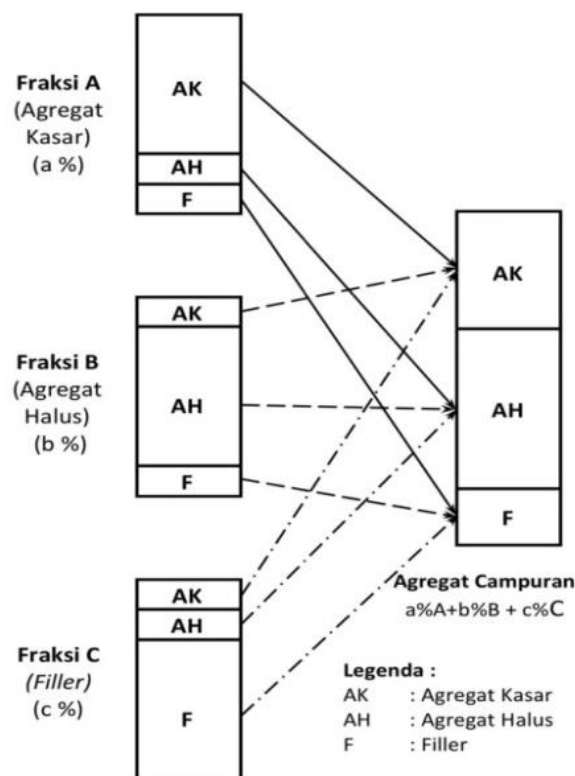 Fraksi A
(Agregat
Kasar)
(a %)
AK
AH
F
Fraksi B
(Agregat
Halus)
(b %)
AK
AH
F
Fraksi C
(Filler)
(c %)
AK
AH
F
AK
AH
F
Agregat Campuran
a%A+b%B + c%C
Legenda :
AK : Agregat Kasar
AH : Agregat Halus
F : Filler